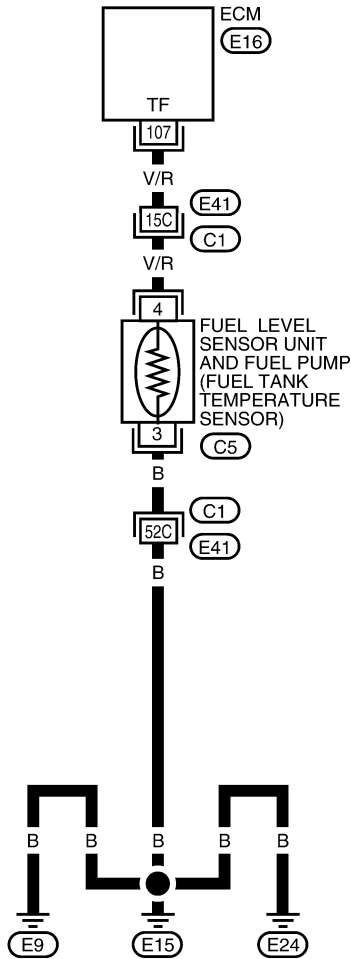 ECM
E16
TF
107
V/R
E41
15C
C1
V/R
4
FUEL LEVEL
SENSOR UNIT
AND FUEL PUMP
(FUEL TANK
TEMPERATURE
SENSOR)
3
C5
B
C1
52C
E41
B
B B B B B
E9 E15 E24